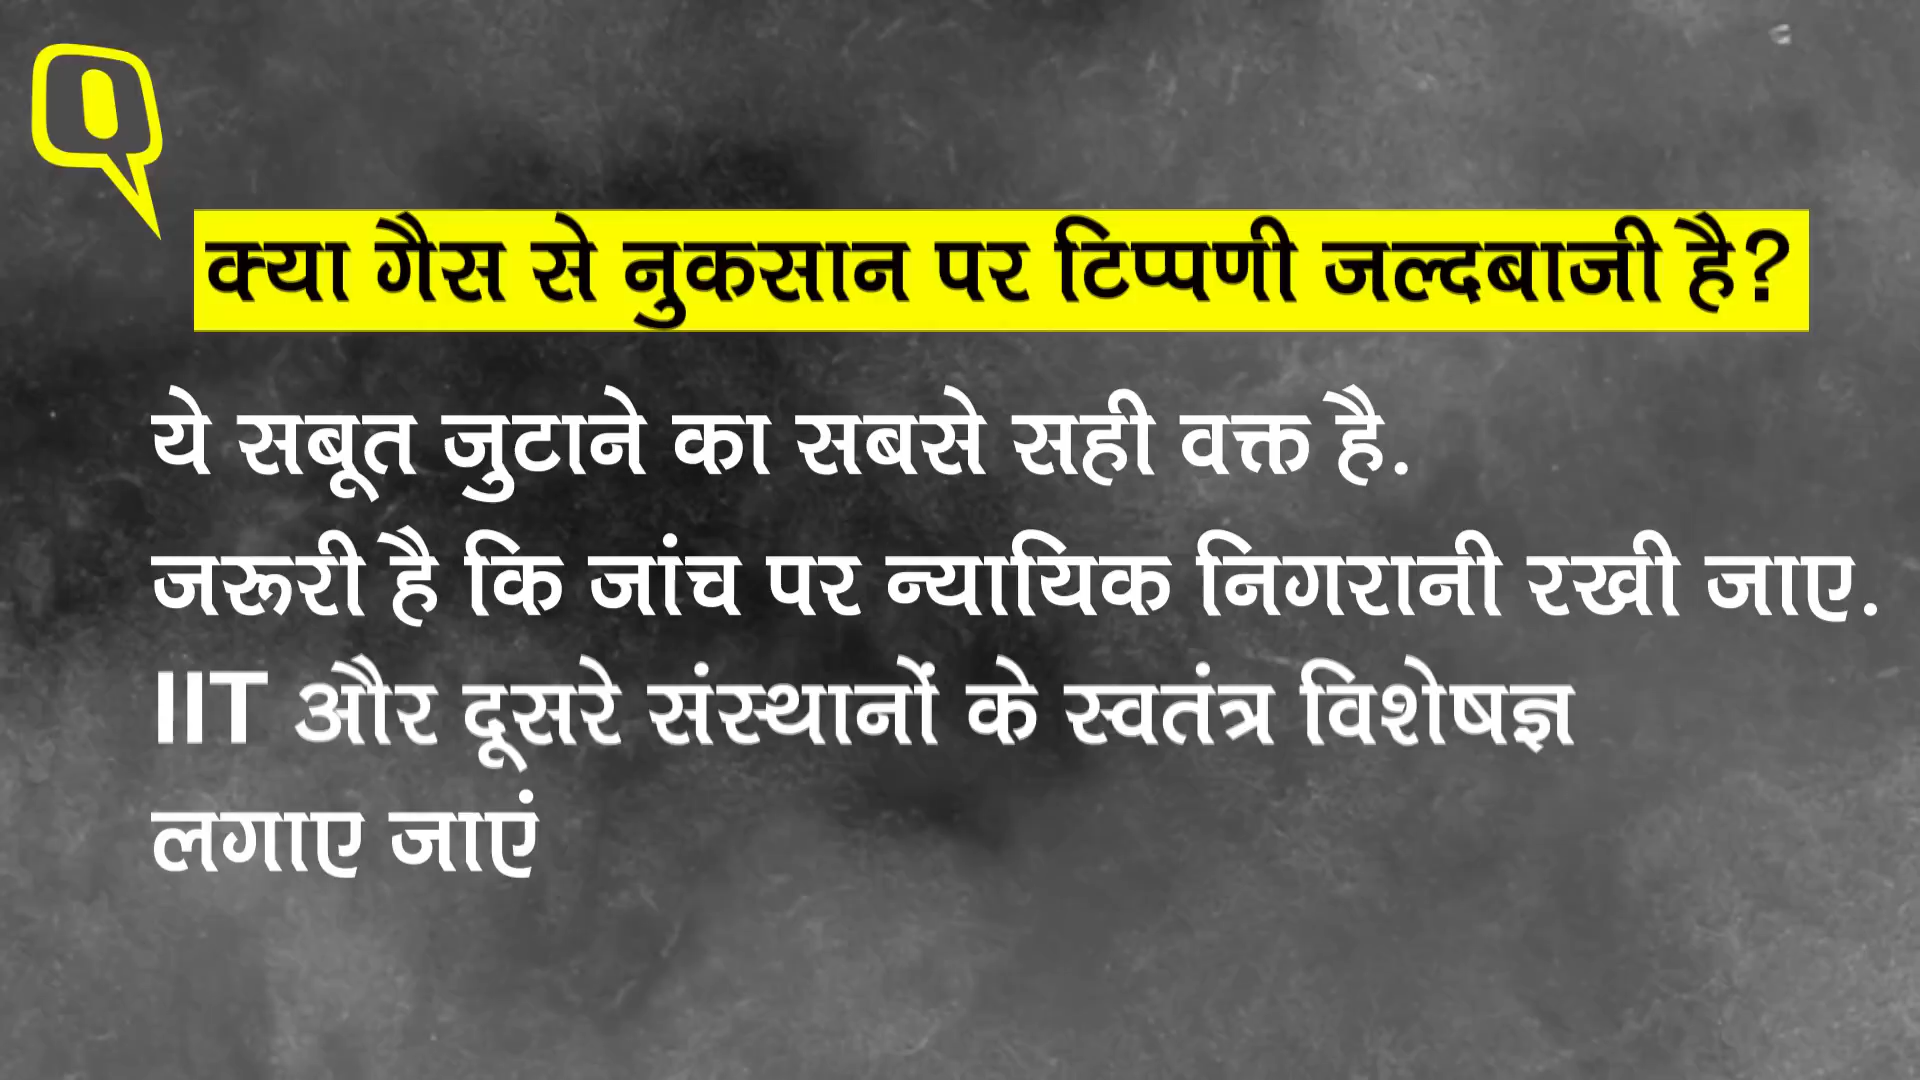 क्या गैस से नुकसान पर टिप्पणी जल्दबाजी है?
ये सबूत जुटाने का सबसे सही वक्त है.
जरूरी है कि जांच पर न्यायिक निगरानी रखी जाए.
IIT और दूसरे संस्थानों के स्वतंत्र विशेषज्ञ
लगाए जाएं